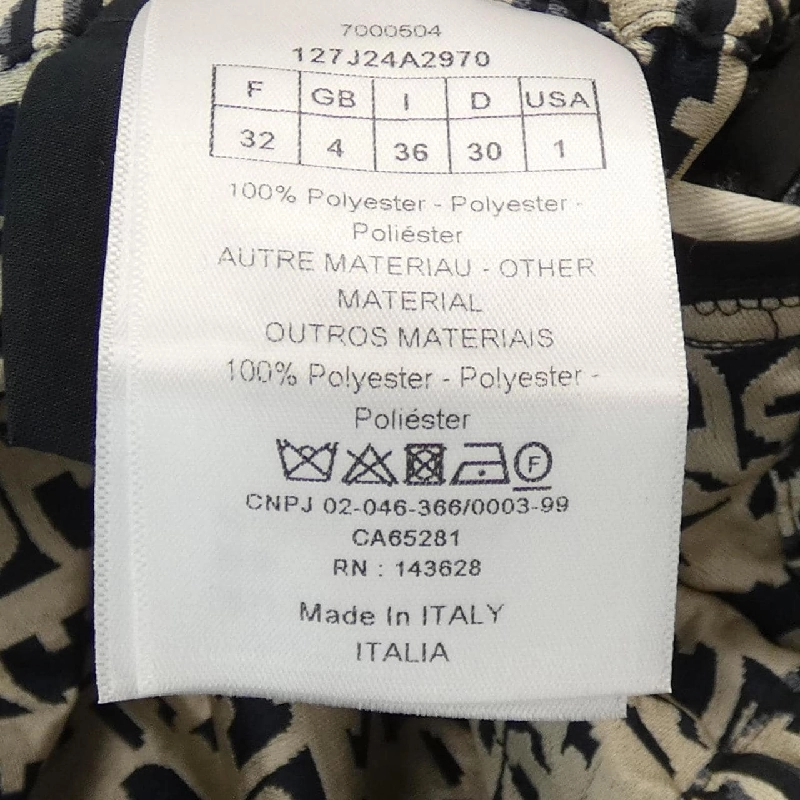 7000504
127J24A2970
F GB I D USA
32 4 36 30 1
100% Polyester - Polyester -
Poliéster
AUTRE MATERIAU - OTHER
MATERIAL
OUTROS MATERIAIS
100% Polyester - Polyester -
Poliéster
F
CNPJ 02-046-366/0003-99
CA65281
RN : 143628
Made In ITALY
ITALIA